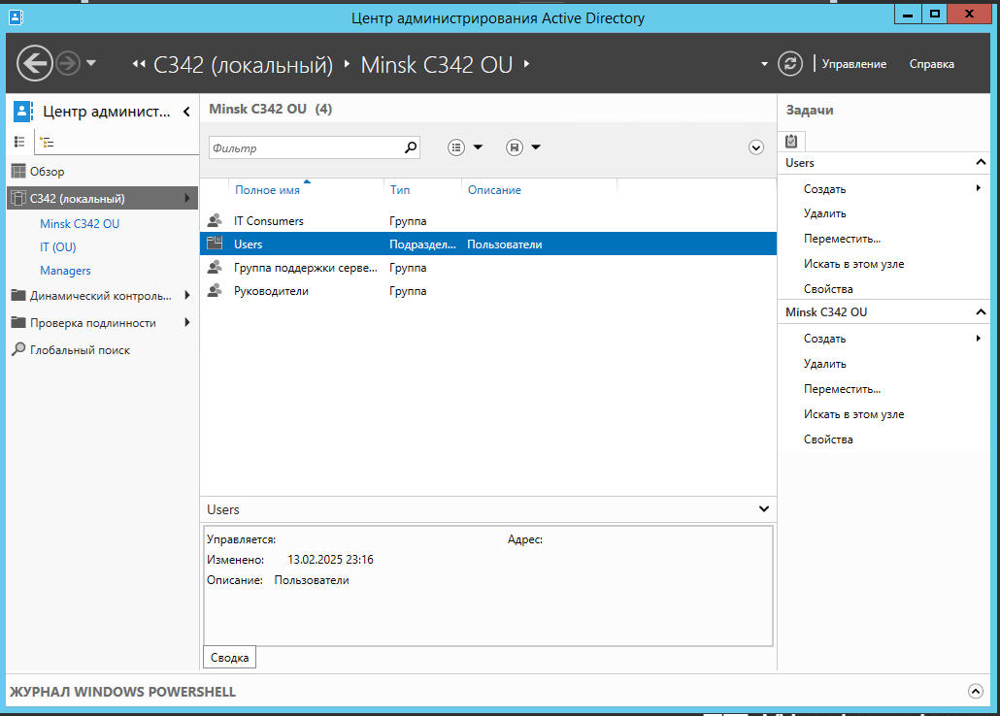 Центр администрирования Active Directory
С342 (локальный) Minsk C342 OU
Управление Справка
Центр админист...
Обзор
С342 (локальный)
Minsk C342 OU
IT (OU)
Managers
Динамический контроль...
Проверка подлинности
Глобальный поиск
Minsk C342 OU (4)
Фильтр
Полное имя Тип Описание
IT Consumers Группа
Users Подраздел... Пользователи
Группа поддержки серве... Группа
Руководители Группа
Users
Управляется: Адрес:
Изменено: 13.02.2025 23:16
Описание: Пользователи
Сводка
Задачи
Users
Создать
Удалить
Переместить...
Искать в этом узле
Свойства
Minsk C342 OU
Создать
Удалить
Переместить...
Искать в этом узле
Свойства
ЖУРНАЛ WINDOWS POWERSHELL